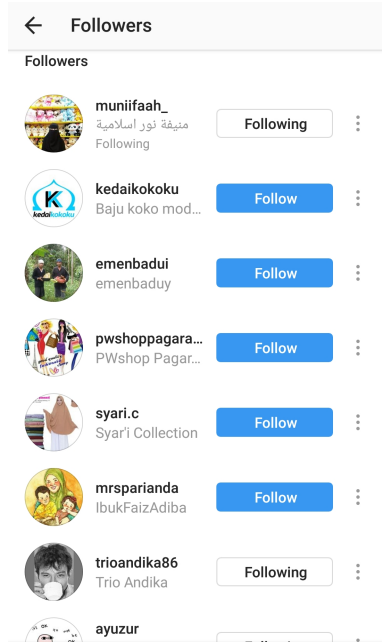 Followers
Followers
muniifaah_
منيفة نور اسلامية
Following
Following
kedaikokoku
kedaikokoku
Baju koko mod...
Follow
emenbadui
emenbaduy
Follow
pwshoppagara...
PWshop Pagar...
Follow
syari.c
Syar'i Collection
Follow
mrsparianda
IbukFaizAdiba
Follow
trioandika86
Trio Andika
Following
ayuzur